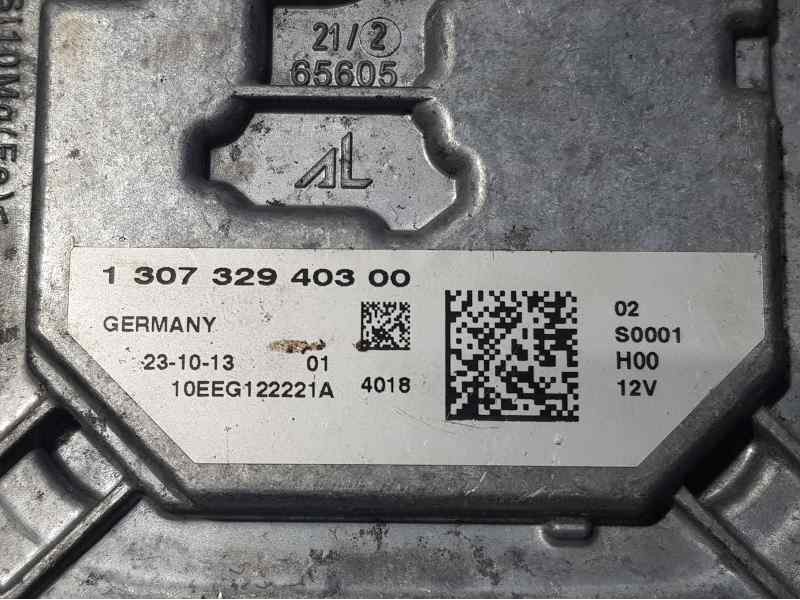 21/2
65605
AL
1 307 329 403 00
GERMANY
02
S0001
23-10-13 01
H00
10EEG122221A 4018
12V